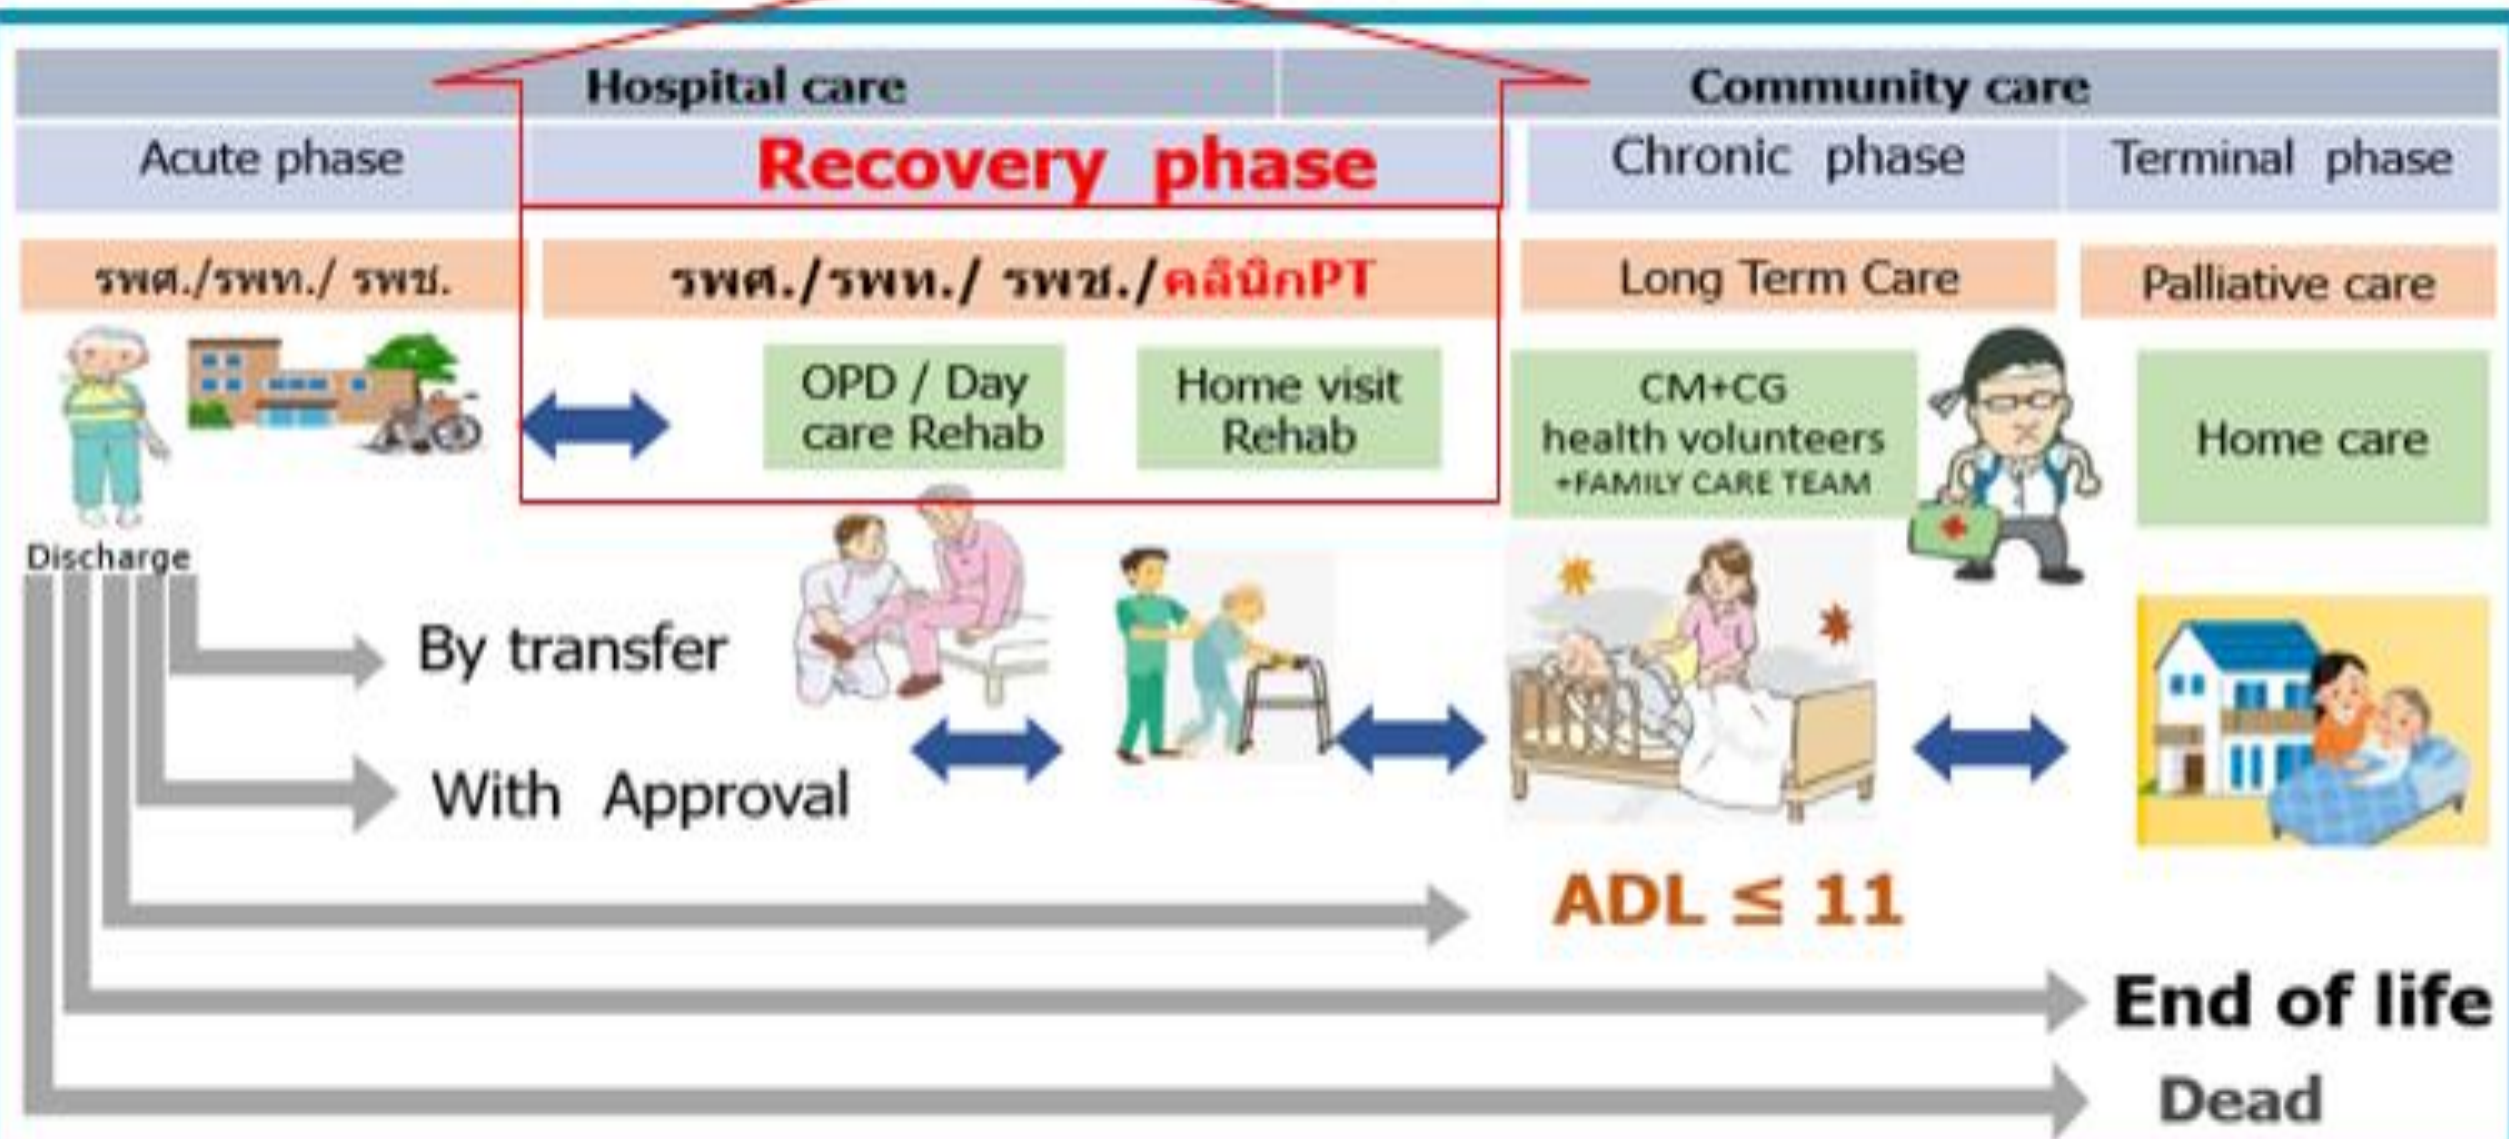 Hospital care
Community care
Acute phase
Recovery phase
Chronic phase
Terminal phase
รพศ./รพท./ รพช.
รพศ./รพท./ รพช./คลินิกPT
Long Term Care
Palliative care
OPD / Day
care Rehab
Home visit
Rehab
CM+CG
health volunteers
+FAMILY CARE TEAM
Home care
Discharge
By transfer
With Approval
ADL ≤ 11
End of life
Dead